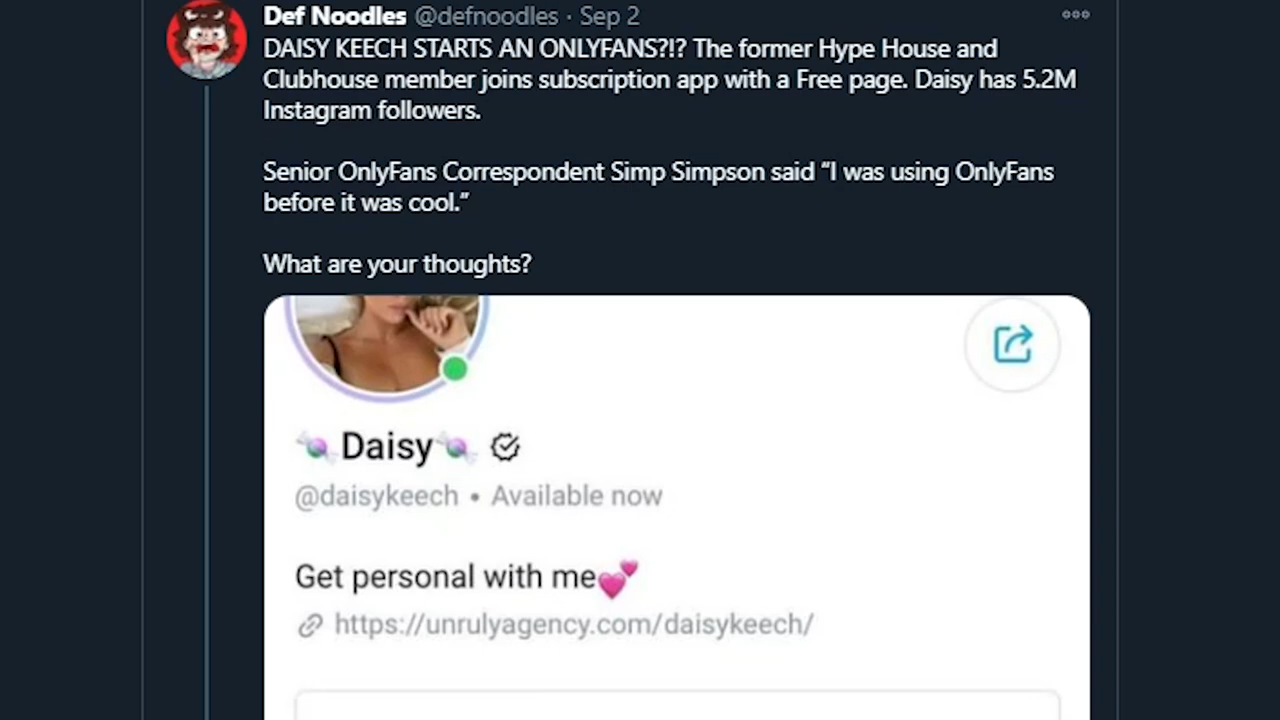 Def Noodles @defnoodles · Sep 2
DAISY KEECH STARTS AN ONLYFANS?!? The former Hype House and
Clubhouse member joins subscription app with a Free page. Daisy has 5.2M
Instagram followers.
Senior OnlyFans Correspondent Simp Simpson said “I was using OnlyFans
before it was cool.”
What are your thoughts?
🍬Daisy🍬
@daisykeech • Available now
Get personal with me💕
https://unrulyagency.com/daisykeech/